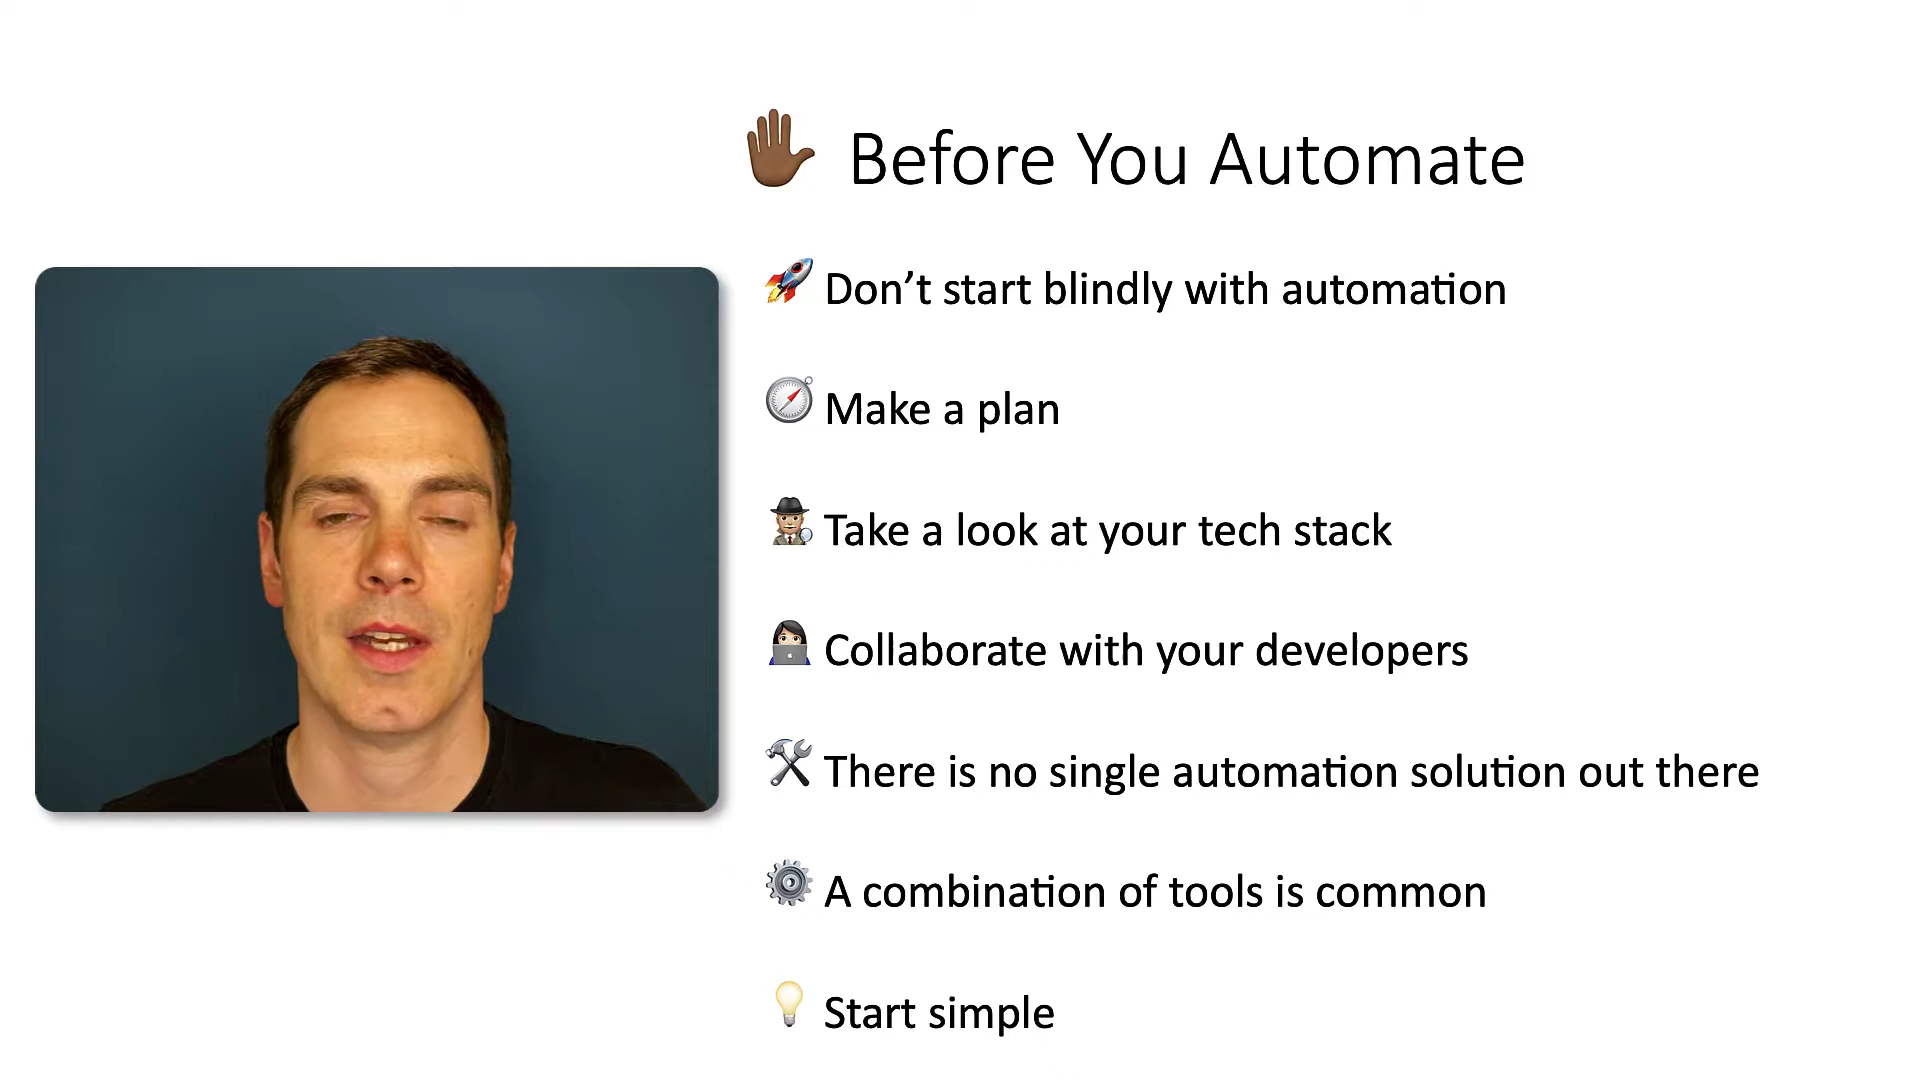 Before You Automate
Don’t start blindly with automation
Make a plan
Take a look at your tech stack
Collaborate with your developers
There is no single automation solution out there
A combination of tools is common
Start simple